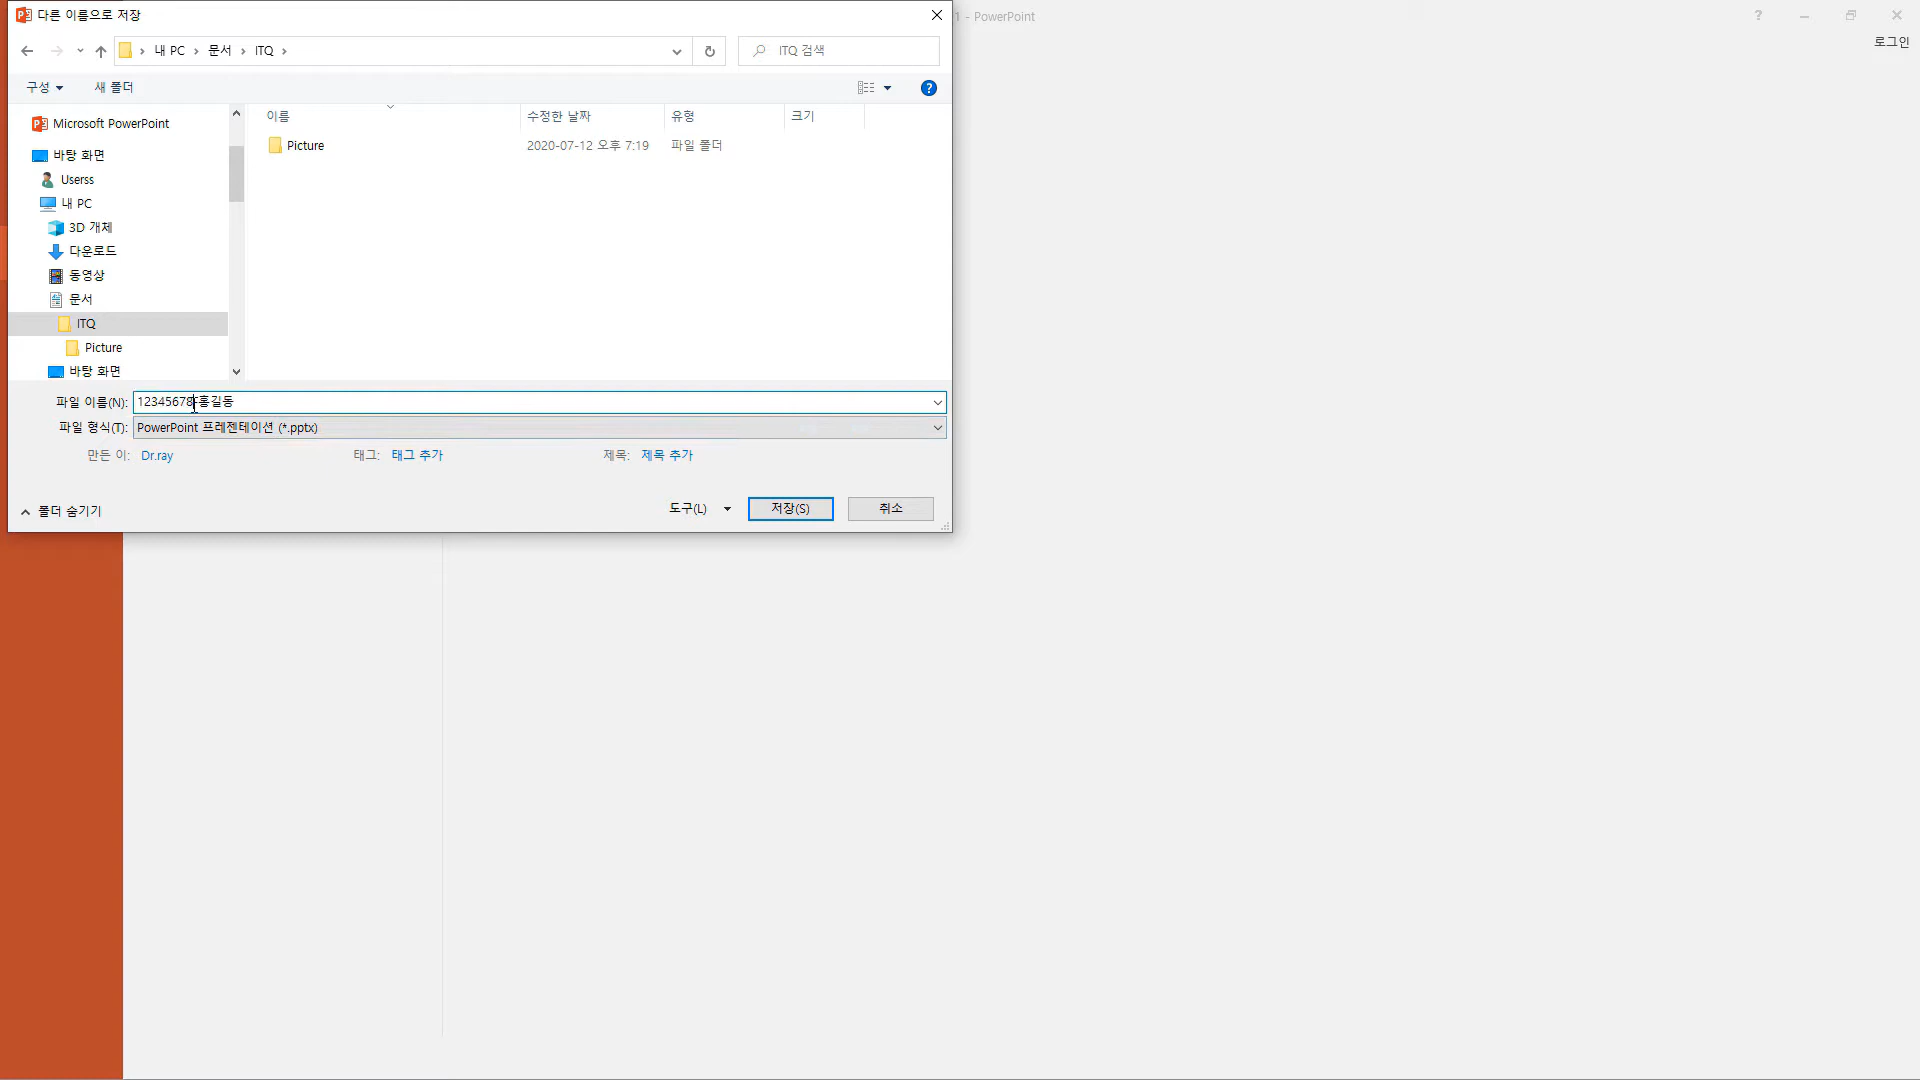 다른 이름으로 저장
1 - PowerPoint
로그인
내 PC > 문서 > ITQ >
ITQ 검색
구성
새 폴더
이름
수정한 날짜
유형
크기
Picture
2020-07-12 오후 7:19
파일 폴더
Microsoft PowerPoint
바탕 화면
Userss
내 PC
3D 개체
다운로드
동영상
문서
ITQ
Picture
바탕 화면
파일 이름(N): 12345678-홍길동
파일 형식(T): PowerPoint 프레젠테이션 (*.pptx)
만든 이: Dr.ray
태그: 태그 추가
제목: 제목 추가
폴더 숨기기
도구(L)
저장(S)
취소